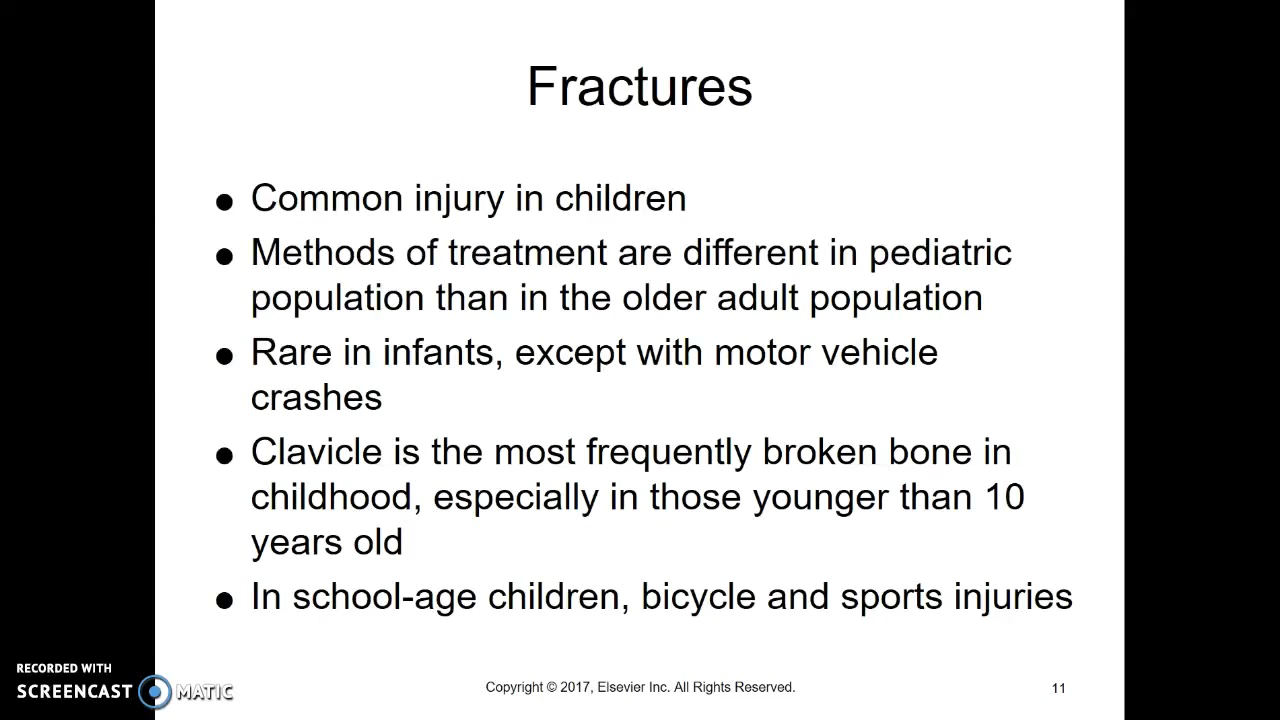 Fractures
● Common injury in children
● Methods of treatment are different in pediatric
population than in the older adult population
● Rare in infants, except with motor vehicle
crashes
● Clavicle is the most frequently broken bone in
childhood, especially in those younger than 10
years old
● In school-age children, bicycle and sports injuries
RECORDED WITH
SCREENCAST MATIC
Copyright © 2017, Elsevier Inc. All Rights Reserved.
11